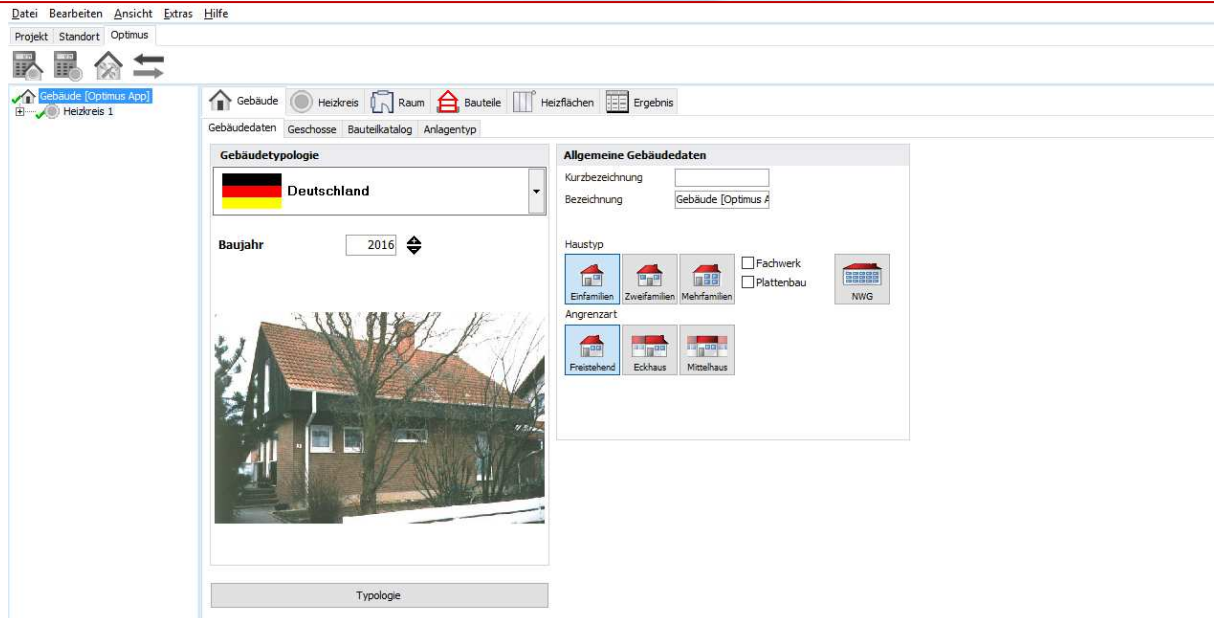 Datei Bearbeiten Ansicht Extras Hilfe
Projekt Standort Optimus
Gebäude [Optimus App]
Heizkreis 1
Gebäude Heizkreis Raum Bauteile Heizflächen Ergebnis
Gebäudedaten Geschosse Bauteilkatalog Anlagentyp
Gebäudetypologie
Deutschland
Baujahr 2016
Typologie
Allgemeine Gebäudedaten
Kurzbezeichnung
Bezeichnung Gebäude [Optimus A
Haustyp
Einfamilien Zweifamilien Mehrfamilien
Fachwerk
Plattenbau
NWG
Angrenzart
Freistehend Eckhaus Mittelhaus